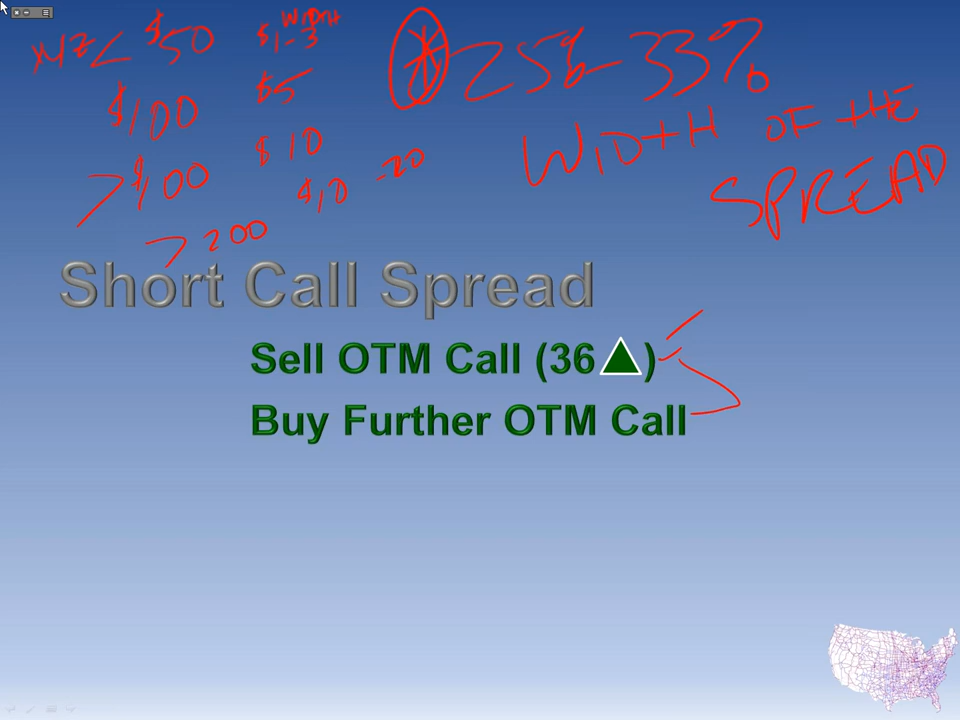 XYZ < $50 $1-3 WIDTH
$100 $5
> $100 $10
> 200 $10 -20
* 25% - 33%
WIDTH OF THE
SPREAD
Short Call Spread
Sell OTM Call (36▲)
Buy Further OTM Call